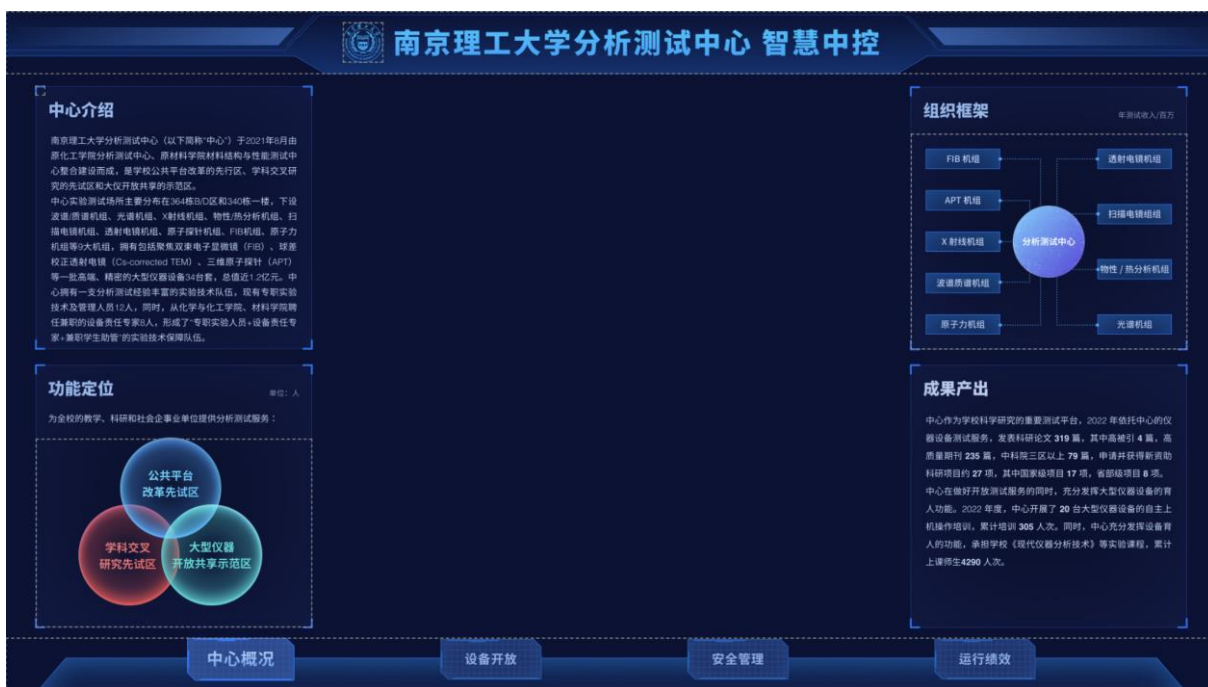 南京理工大学分析测试中心 智慧中控
中心介绍
南京理工大学分析测试中心（以下简称“中心”）于2021年8月由
原化工学院分析测试中心、原材料学院材料结构与性能测试中
心整合建设而成，是学校公共平台改革的先行区、学科交叉研
究的先试区和大仪开放共享的示范区。
中心实验测试场所主要分布在364栋B/D区和340栋一楼，下设
波谱/质谱机组、光谱机组、X射线机组、物性/热分析机组、扫
描电镜机组、透射电镜机组、原子探针机组、FIB机组、原子力
机组等9大机组，拥有包括聚焦双束电子显微镜（FIB）、球差
校正透射电镜（Cs-corrected TEM）、三维原子探针（APT）
等一批高端、精密的大型仪器设备34台套，总值近1.2亿元。中
心拥有一支分析测试经验丰富的实验技术队伍，现有专职实验
技术及管理人员12人，同时，从化学与化工学院、材料学院聘
任兼职的设备责任专家8人，形成了“专职实验人员+设备责任专
家+兼职学生助管”的实验技术保障队伍。
功能定位
单位：人
为全校的教学、科研和社会企事业单位提供分析测试服务：
公共平台
改革先试区
学科交叉
研究先试区
大型仪器
开放共享示范区
组织框架
年测试收入/百万
FIB 机组
APT 机组
X 射线机组
波谱质谱机组
原子力机组
分析测试中心
透射电镜机组
扫描电镜组组
物性 / 热分析机组
光谱机组
成果产出
中心作为学校科学研究的重要测试平台，2022 年依托中心的仪
器设备测试服务，发表科研论文 319 篇，其中高被引 4 篇，高
质量期刊 235 篇，中科院三区以上 79 篇，申请并获得新资助
科研项目约 27 项，其中国家级项目 17 项，省部级项目 8 项。
中心在做好开放测试服务的同时，充分发挥大型仪器设备的育
人功能。2022 年度，中心开展了 20 台大型仪器设备的自主上
机操作培训，累计培训 305 人次。同时，中心充分发挥设备育
人的功能，承担学校《现代仪器分析技术》等实验课程，累计
上课师生4290 人次。
中心概况
设备开放
安全管理
运行绩效